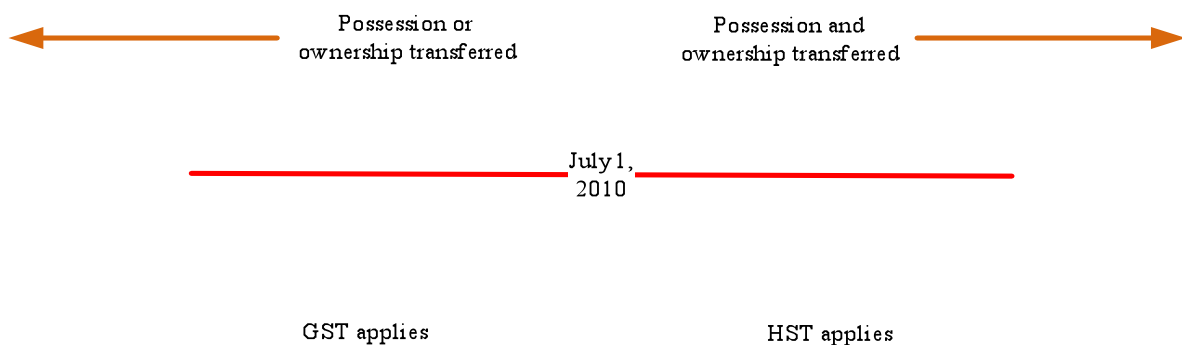 Possession or
ownership transferred
Possession and
ownership transferred
July 1,
2010
GST applies
HST applies